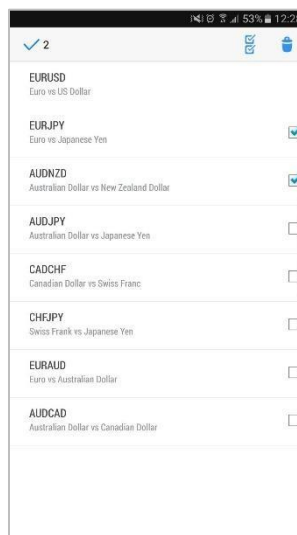 53% 12:2
2
EURUSD
Euro vs US Dollar
EURJPY
Euro vs Japanese Yen
AUDNZD
Australian Dollar vs New Zealand Dollar
AUDJPY
Australian Dollar vs Japanese Yen
CADCHF
Canadian Dollar vs Swiss Franc
CHFJPY
Swiss Frank vs Japanese Yen
EURAUD
Euro vs Australian Dollar
AUDCAD
Australian Dollar vs Canadian Dollar